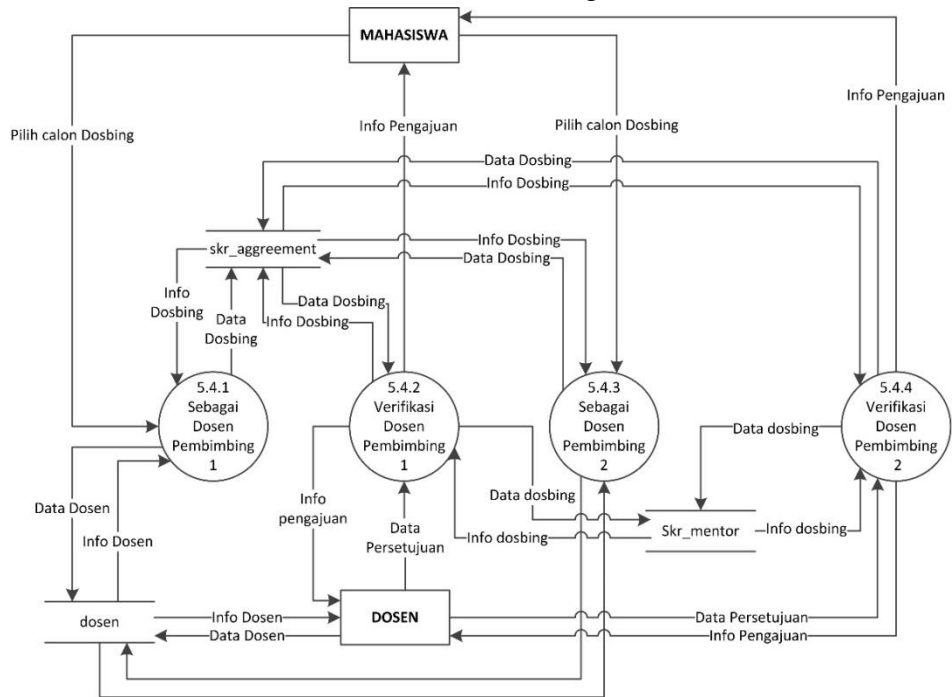 MAHASISWA
Pilih calon Dosbing
Info Pengajuan
Pilih calon Dosbing
Info Pengajuan
Data Dosbing
Info Dosbing
skr_aggreement
Info Dosbing
Data Dosbing
Info
Dosbing
Data
Dosbing
Data Dosbing
Info Dosbing
5.4.1
Sebagai
Dosen
Pembimbing
1
5.4.2
Verifikasi
Dosen
Pembimbing
1
5.4.3
Sebagai
Dosen
Pembimbing
2
5.4.4
Verifikasi
Dosen
Pembimbing
2
Data dosbing
Data Dosen
Info Dosen
Info
pengajuan
Data
Persetujuan
Data dosbing
Info dosbing
Skr_mentor
Info dosbing
dosen
Info Dosen
Data Dosen
DOSEN
Data Persetujuan
Info Pengajuan